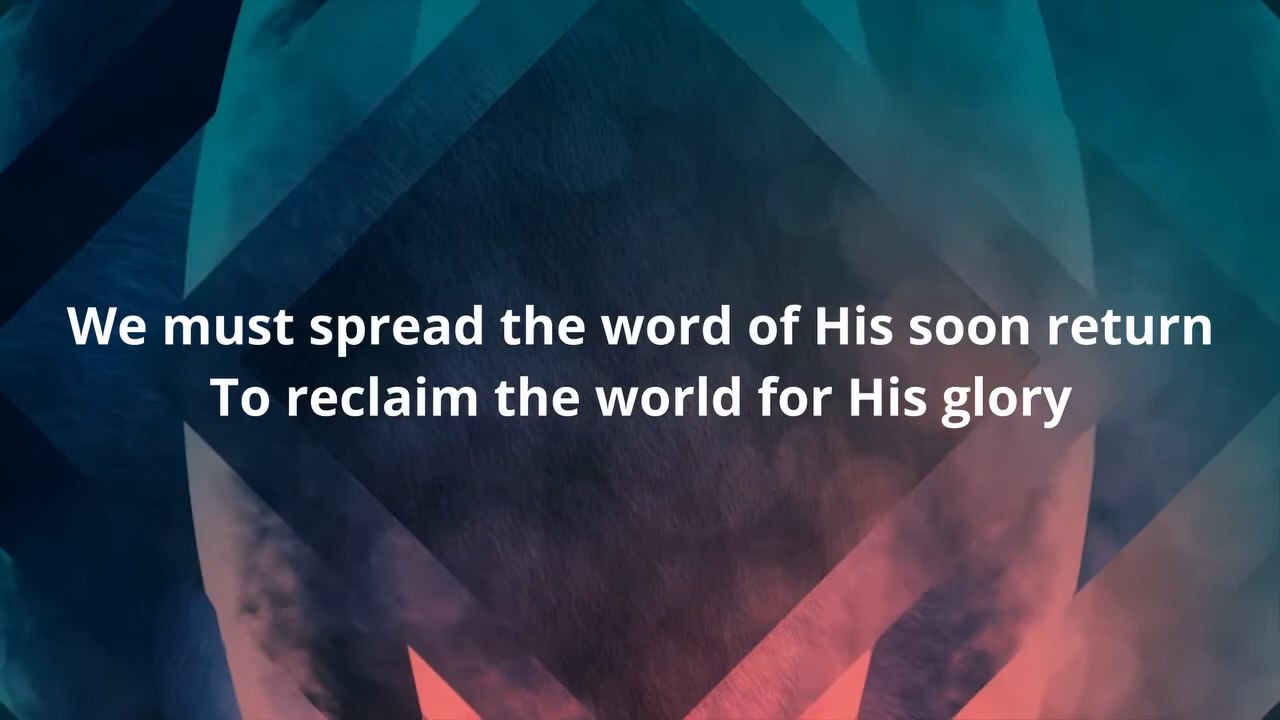 We must spread the word of His soon return
To reclaim the world for His glory